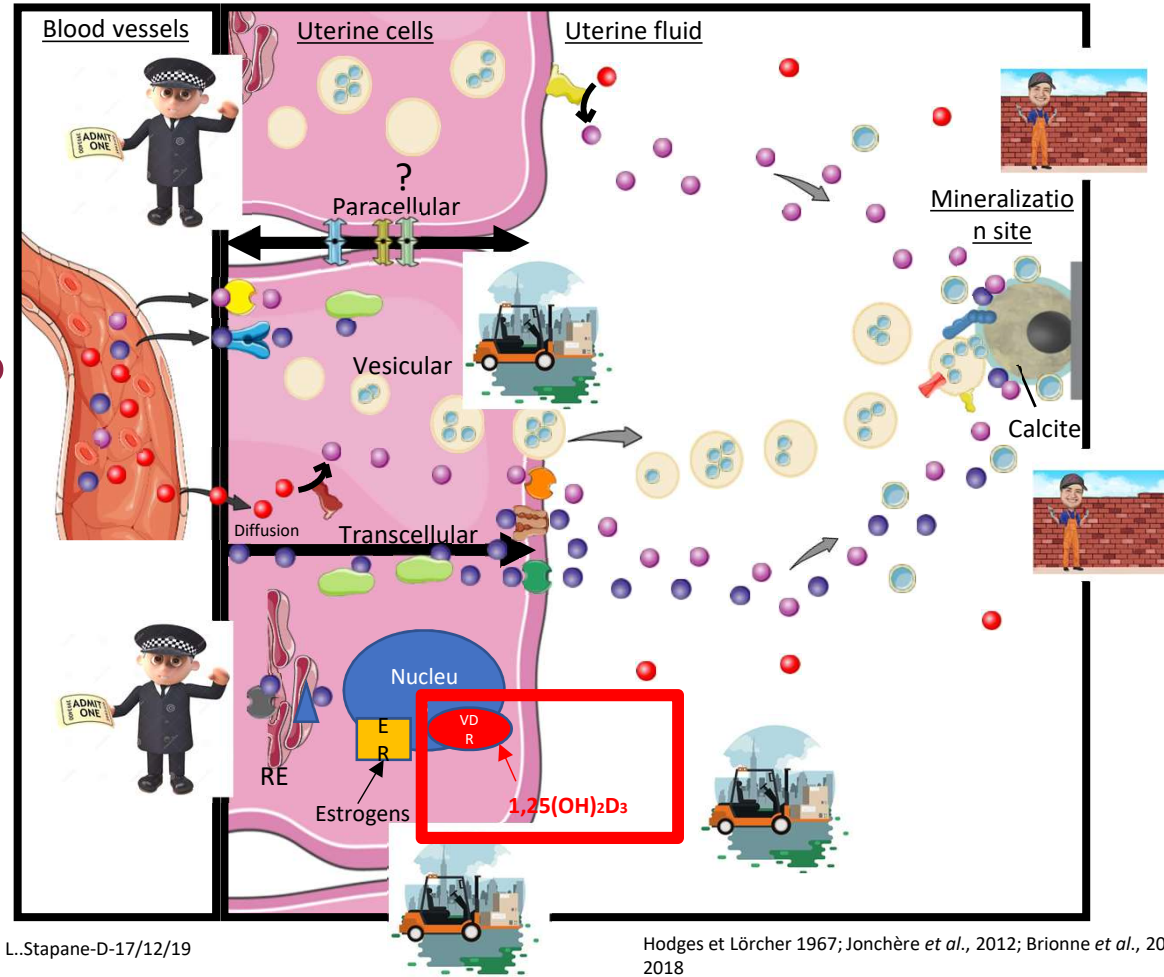 Blood vessels
Uterine cells
Uterine fluid
ADMIT
ONE
?
Paracellular
Mineralizatio
n site
Vesicular
Calcite
Diffusion
Transcellular
Nucleu
E
R
VD
R
RE
Estrogens
1,25(OH)₂D₃
ADMIT
ONE
L..Stapane-D-17/12/19
Hodges et Lörcher 1967; Jonchère et al., 2012; Brionne et al., 20
2018